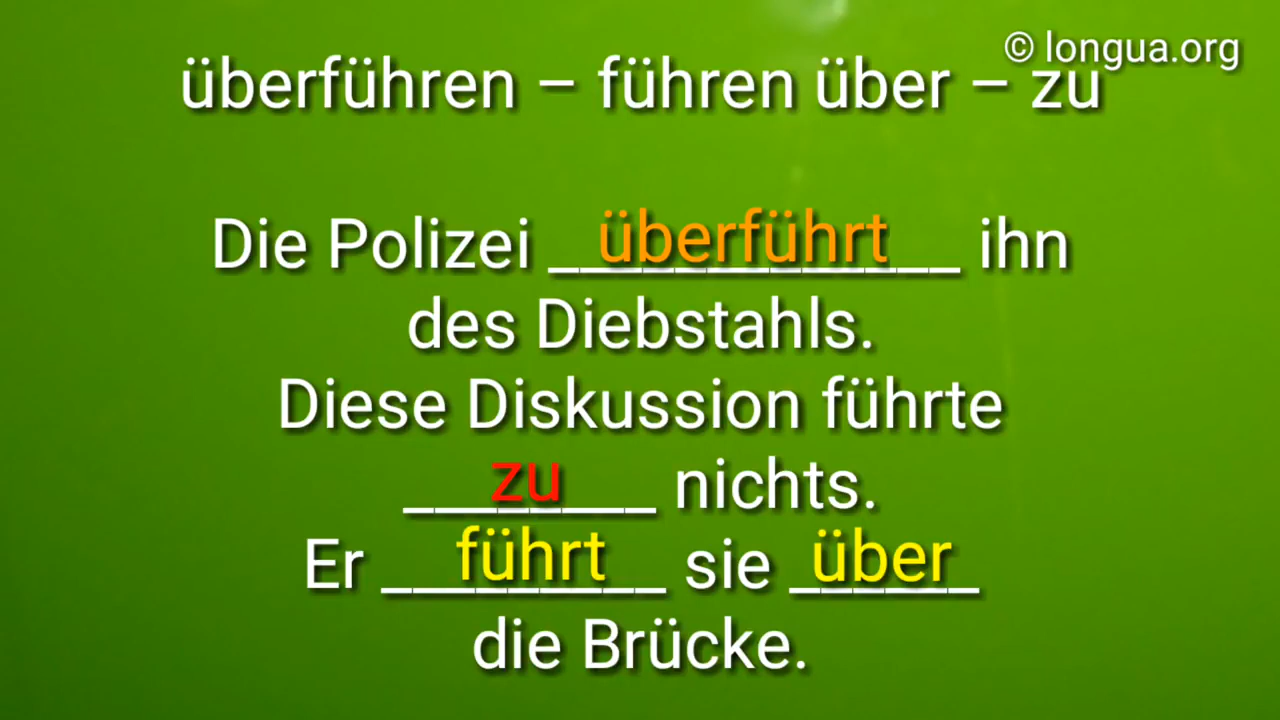 © longua.org
überführen – führen über – zu
Die Polizei überführt ihn
des Diebstahls.
Diese Diskussion führte
zu nichts.
Er führt sie über
die Brücke.